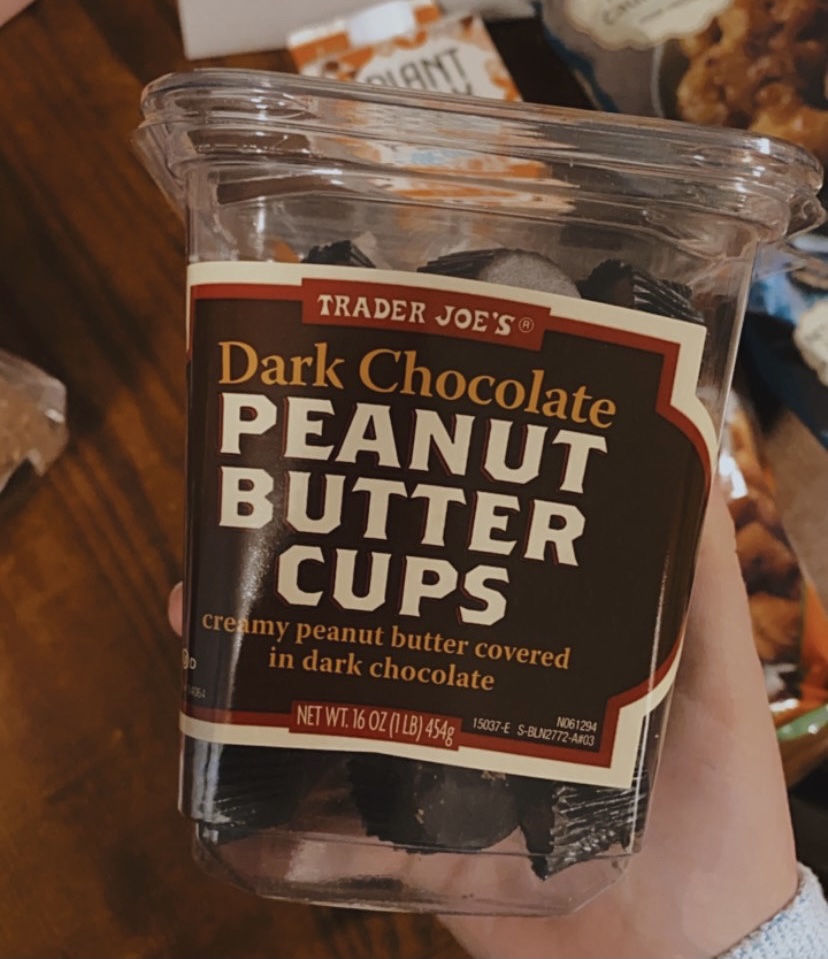 PLANT
TRADER JOE'S®
Dark Chocolate
PEANUT
BUTTER
CUPS
creamy peanut butter covered
in dark chocolate
D
NET WT. 16 OZ (1 LB) 454g
N061294
15037-E S-BLN2772-A#03